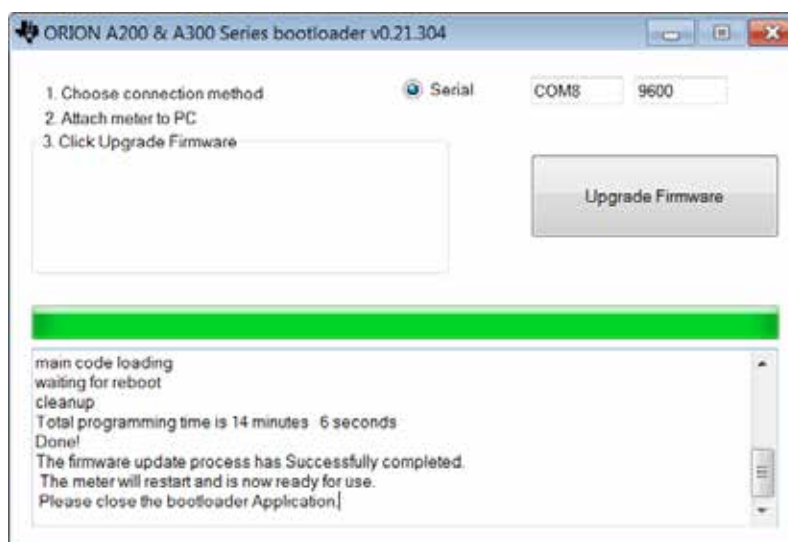 ORION A200 & A300 Series bootloader v0.21.304
1. Choose connection method
Serial
COM8
9600
2. Attach meter to PC
3. Click Upgrade Firmware
Upgrade Firmware
main code loading
waiting for reboot
cleanup
Total programming time is 14 minutes  6 seconds
Done!
The firmware update process has Successfully completed.
The meter will restart and is now ready for use.
Please close the bootloader Application.